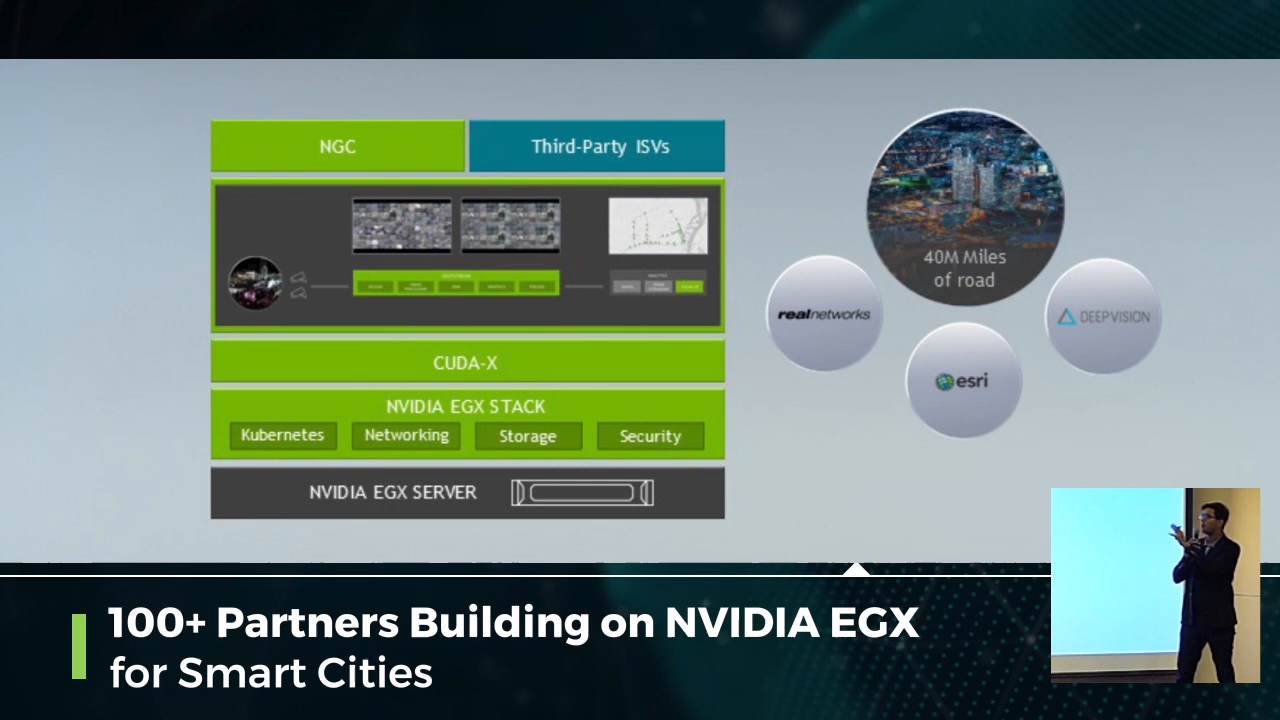 NGC
Third-Party ISVs
CUDA-X
NVIDIA EGX STACK
Kubernetes
Networking
Storage
Security
NVIDIA EGX SERVER
40M Miles
of road
realnetworks
DEEPVISION
esri
100+ Partners Building on NVIDIA EGX
for Smart Cities